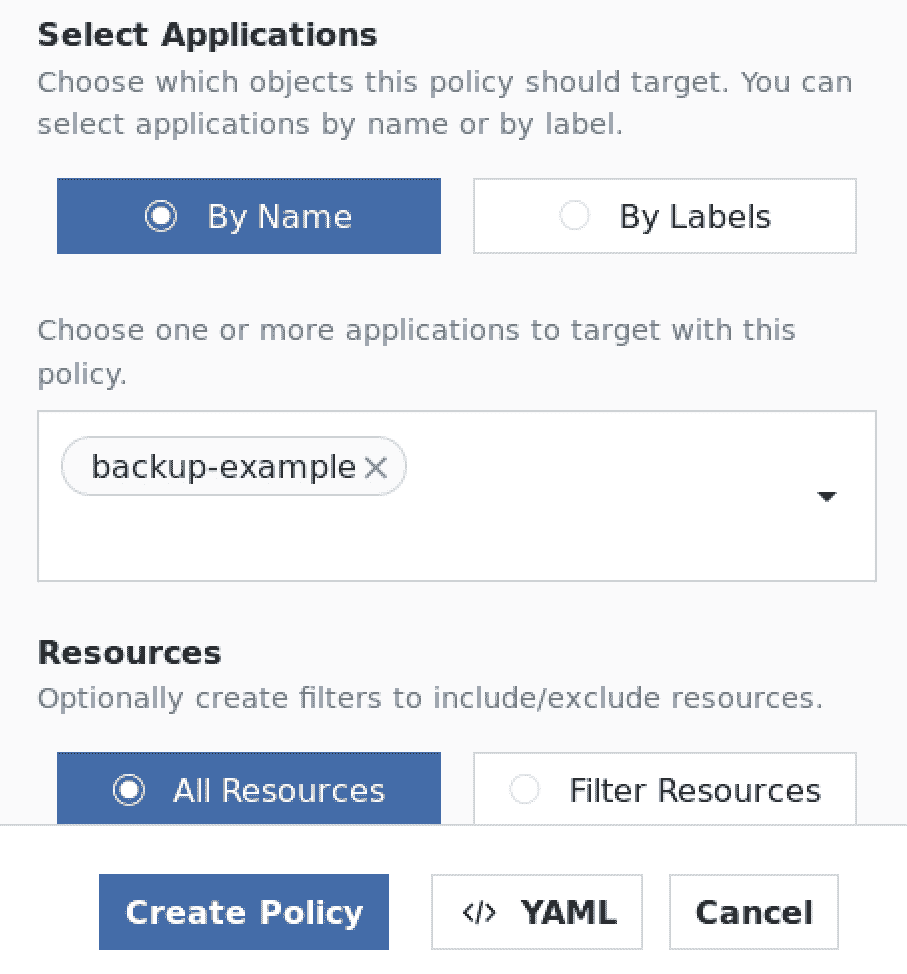 Select Applications
Choose which objects this policy should target. You can
select applications by name or by label.
By Name
By Labels
Choose one or more applications to target with this
policy.
backup-example
Resources
Optionally create filters to include/exclude resources.
All Resources
Filter Resources
Create Policy
</> YAML
Cancel